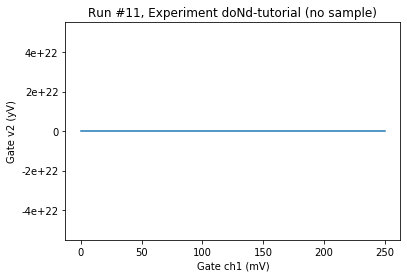 Run #11, Experiment doNd-tutorial (no sample)
4e+22
2e+22
0
-2e+22
-4e+22
Gate v2 (yV)
0 50 100 150 200 250
Gate ch1 (mV)